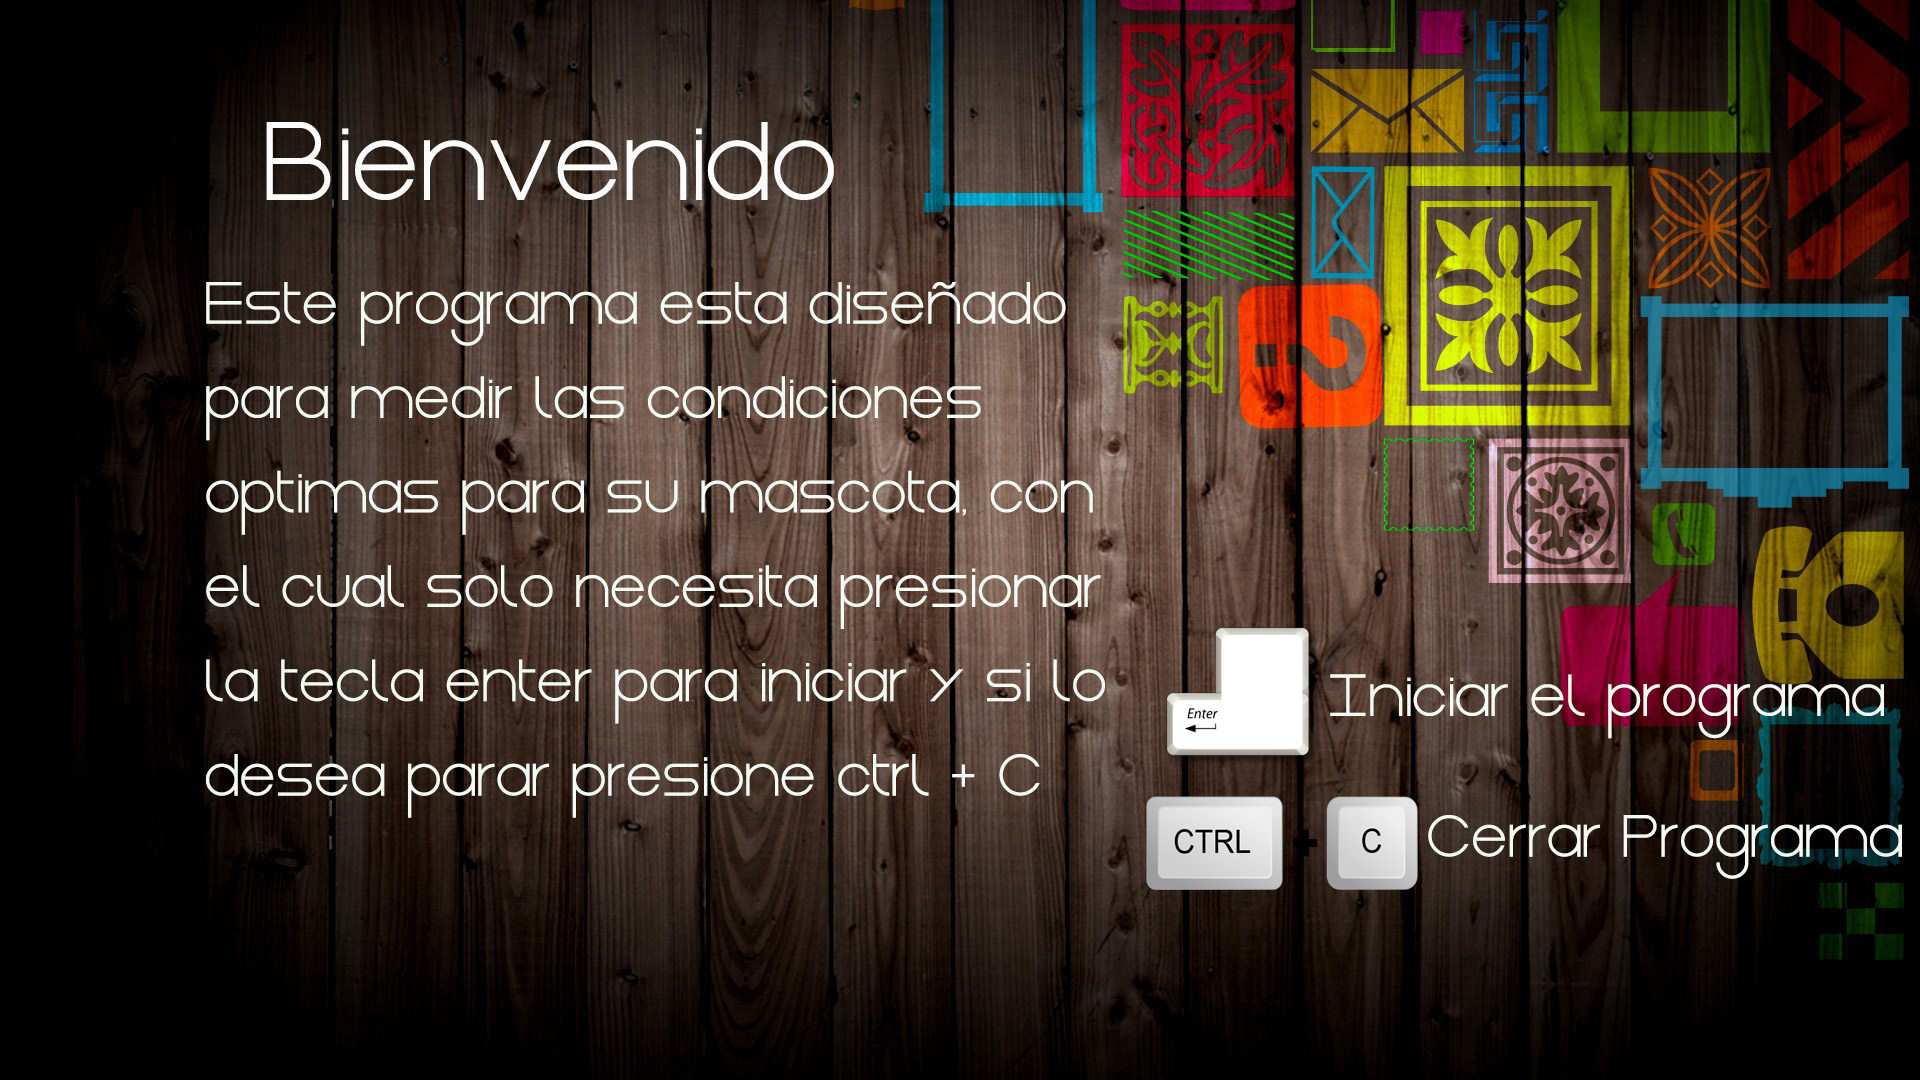 Bienvenido
Este programa esta diseñado
para medir las condiciones
optimas para su mascota, con
el cual solo necesita presionar
la tecla enter para iniciar y si lo
desea parar presione ctrl + C
Enter
Iniciar el programa
CTRL + C Cerrar Programa